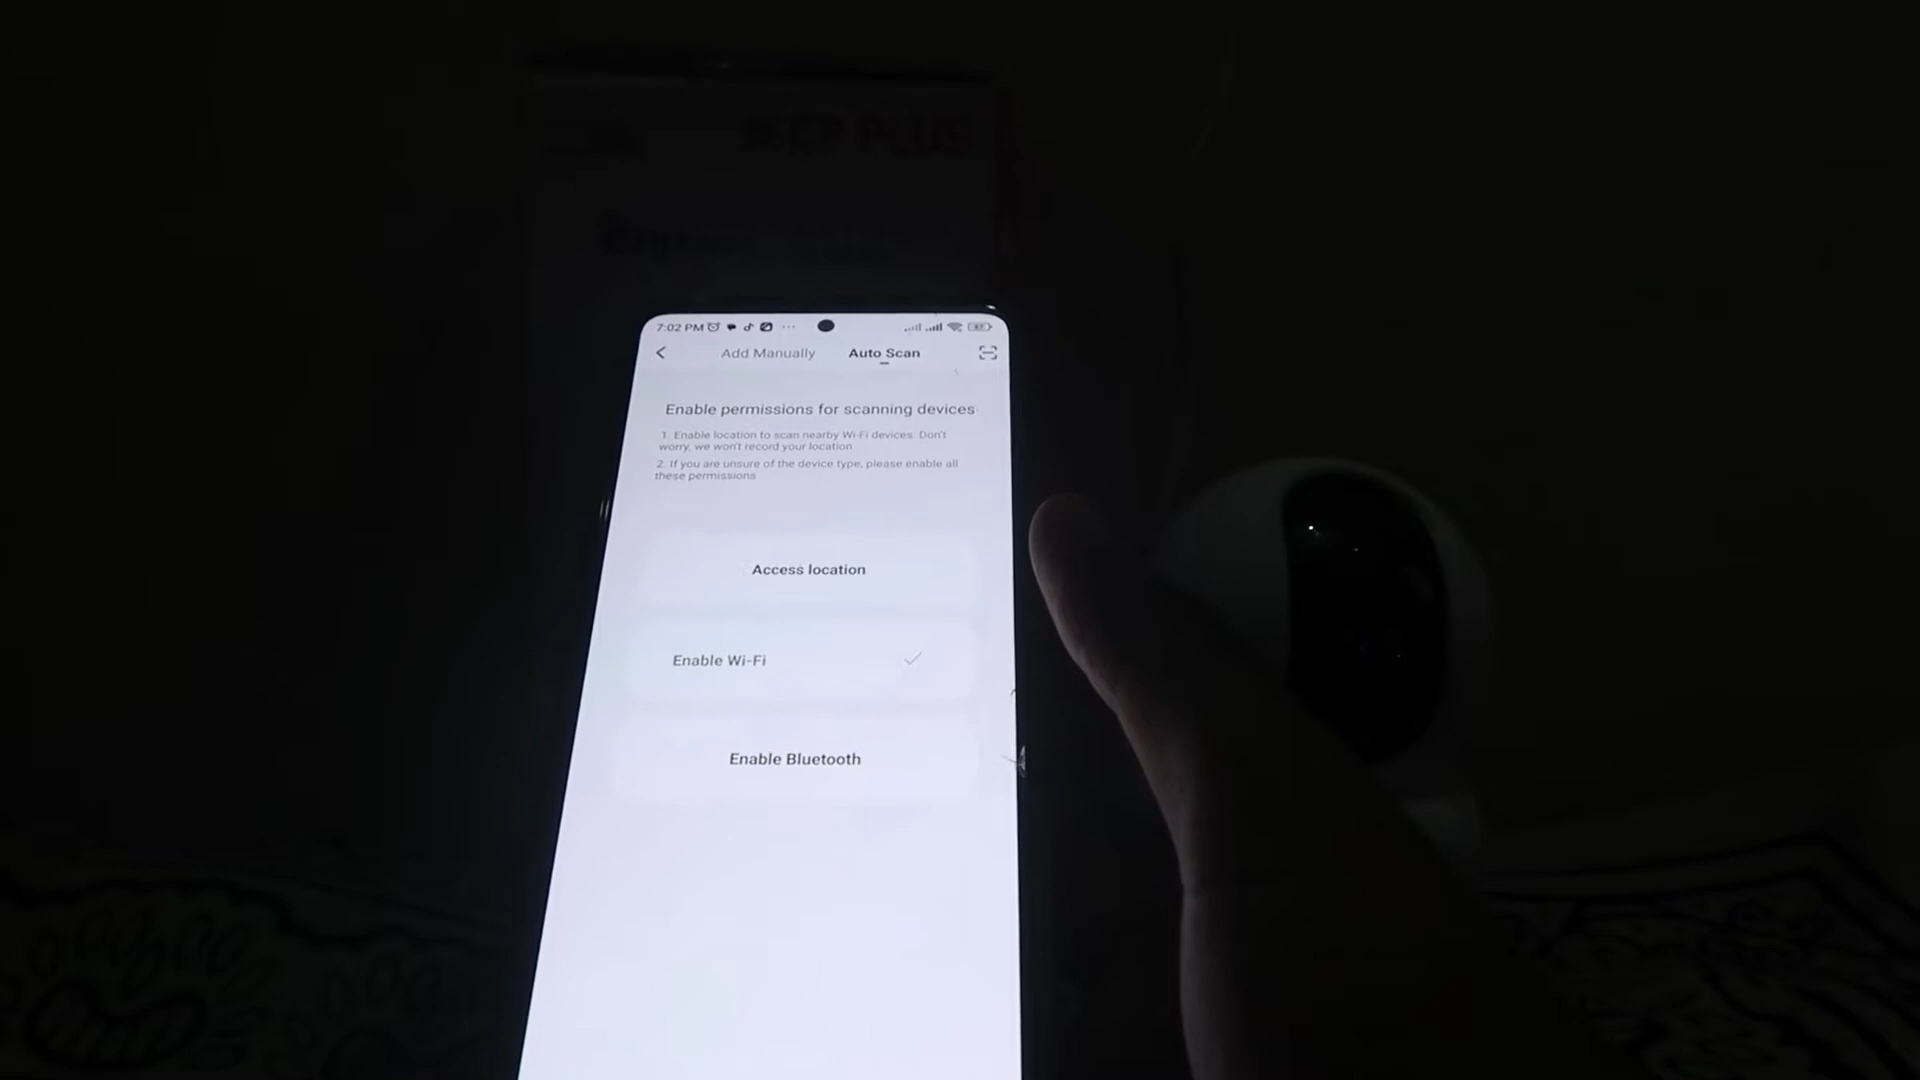 PLUS
7:02 PM
Add Manually Auto Scan
Enable permissions for scanning devices
1. Enable location to scan nearby Wi-Fi devices. Don't
worry, we won't record your location
2. If you are unsure of the device type, please enable all
these permissions
Access location
Enable Wi-Fi
Enable Bluetooth